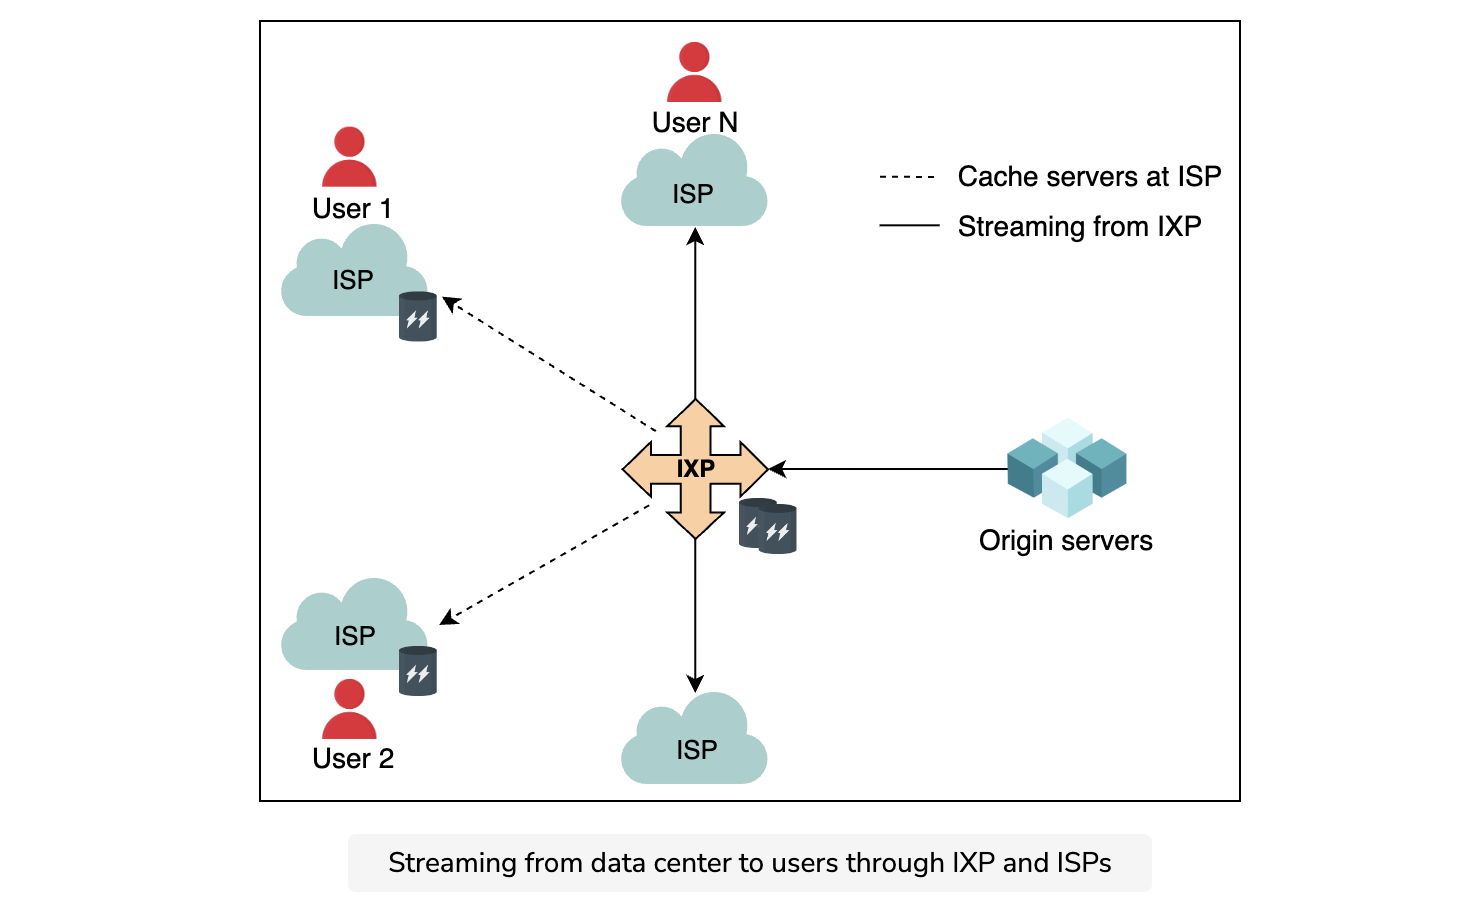 User N
ISP
User 1
ISP
Cache servers at ISP
Streaming from IXP
IXP
Origin servers
ISP
User 2
ISP
Streaming from data center to users through IXP and ISPs